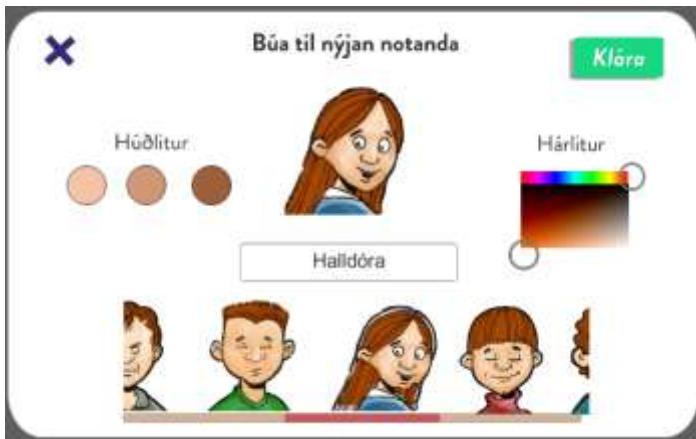 Búa til nýjan notanda
Klára
Húðlitur
Hárlitur
Halldóra